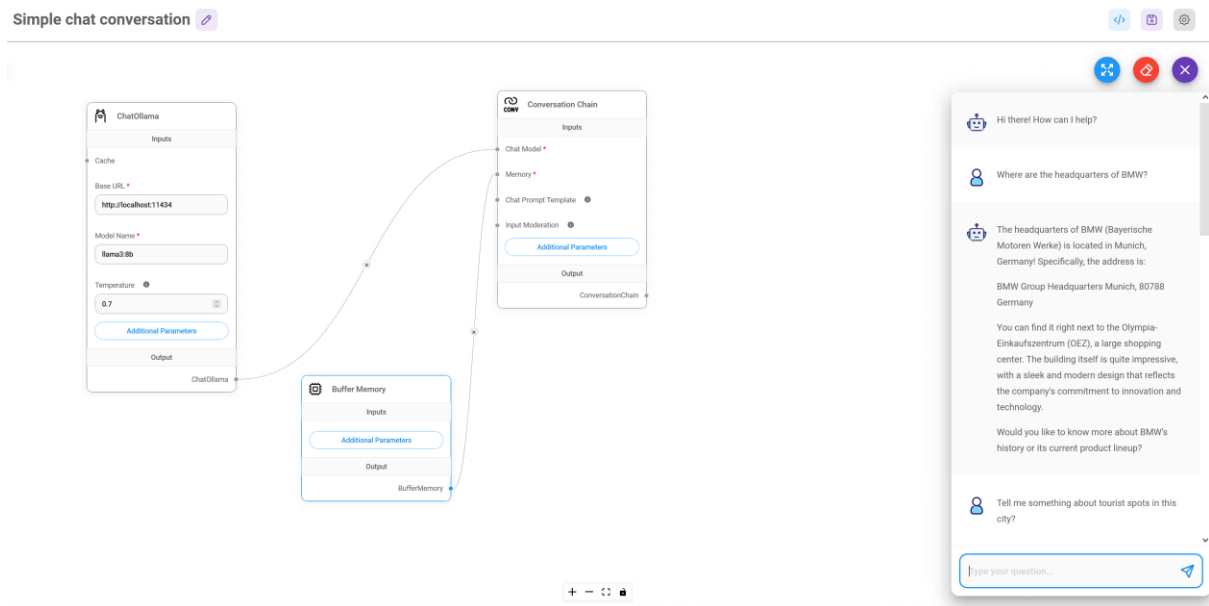 Simple chat conversation
ChatOllama
Inputs
Cache
Base URL *
http://localhost:11434
Model Name *
llama3:8b
Temperature
0.7
Additional Parameters
Output
ChatOllama
Buffer Memory
Inputs
Additional Parameters
Output
BufferMemory
CONV
Conversation Chain
Inputs
Chat Model *
Memory *
Chat Prompt Template
Input Moderation
Additional Parameters
Output
ConversationChain
Hi there! How can I help?
Where are the headquarters of BMW?
The headquarters of BMW (Bayerische
Motoren Werke) is located in Munich,
Germany! Specifically, the address is:
BMW Group Headquarters Munich, 80788
Germany
You can find it right next to the Olympia-
Einkaufszentrum (OEZ), a large shopping
center. The building itself is quite impressive,
with a sleek and modern design that reflects
the company's commitment to innovation and
technology.
Would you like to know more about BMW's
history or its current product lineup?
Tell me something about tourist spots in this
city?
Type your question...